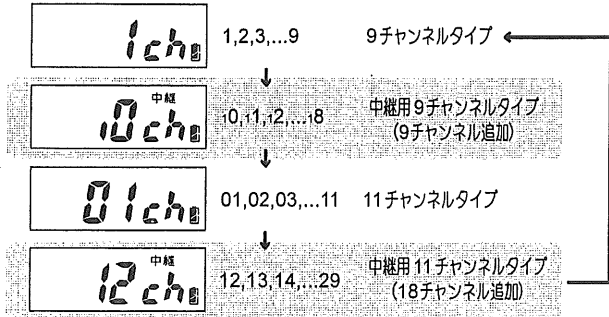 1ch
1,2,3,...9
9チャンネルタイプ
中継
10ch
10,11,12,...18
中継用9チャンネルタイプ
(9チャンネル追加)
01ch
01,02,03,...11
11チャンネルタイプ
中継
12ch
12,13,14,...29
中継用11チャンネルタイプ
(18チャンネル追加)